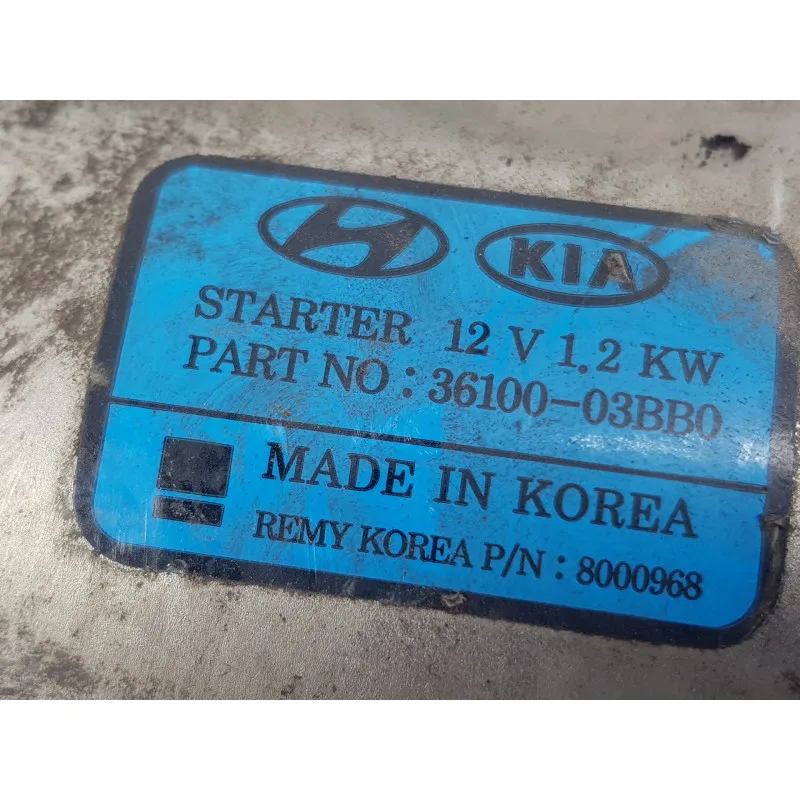 KIA
STARTER 12 V 1.2 KW
PART NO : 36100-03BB0
MADE IN KOREA
REMY KOREA P/N : 8000968